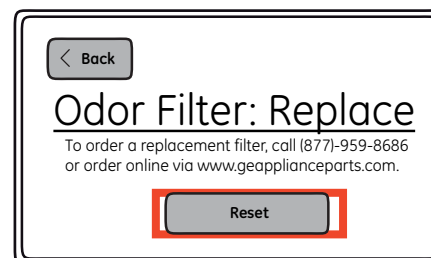 Back
Odor Filter: Replace
To order a replacement filter, call (877)-959-8686
or order online via www.geapplianceparts.com.
Reset